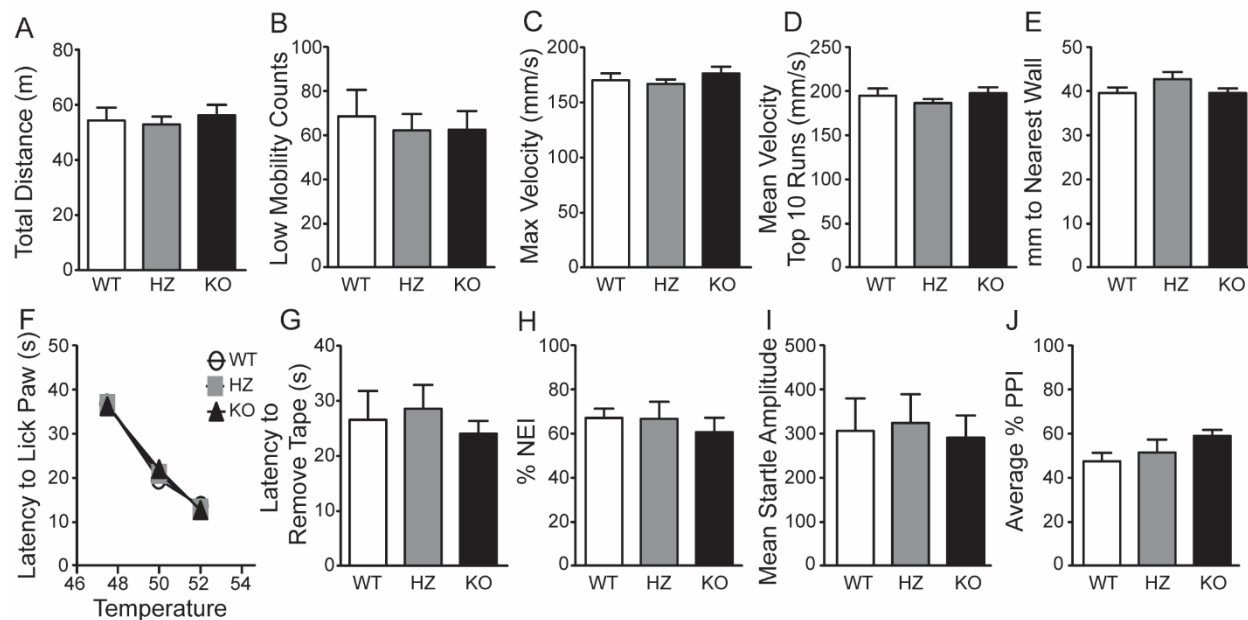 A
Total Distance (m)
80
60
40
20
0
WT HZ KO
B
Low Mobility Counts
100
80
60
40
20
0
WT HZ KO
C
Max Velocity (mm/s)
200
150
100
50
0
WT HZ KO
D
Mean Velocity
Top 10 Runs (mm/s)
250
200
150
100
50
0
WT HZ KO
E
mm to Nearest Wall
50
40
30
20
10
0
WT HZ KO
F
Latency to Lick Paw (s)
50
40
30
20
10
0
46 48 50 52 54
Temperature
WT
HZ
KO
G
Latency to
Remove Tape (s)
40
30
20
10
0
WT HZ KO
H
% NEI
100
80
60
40
20
0
WT HZ KO
I
Mean Startle Amplitude
500
400
300
200
100
0
WT HZ KO
J
Average % PPI
100
80
60
40
20
0
WT HZ KO